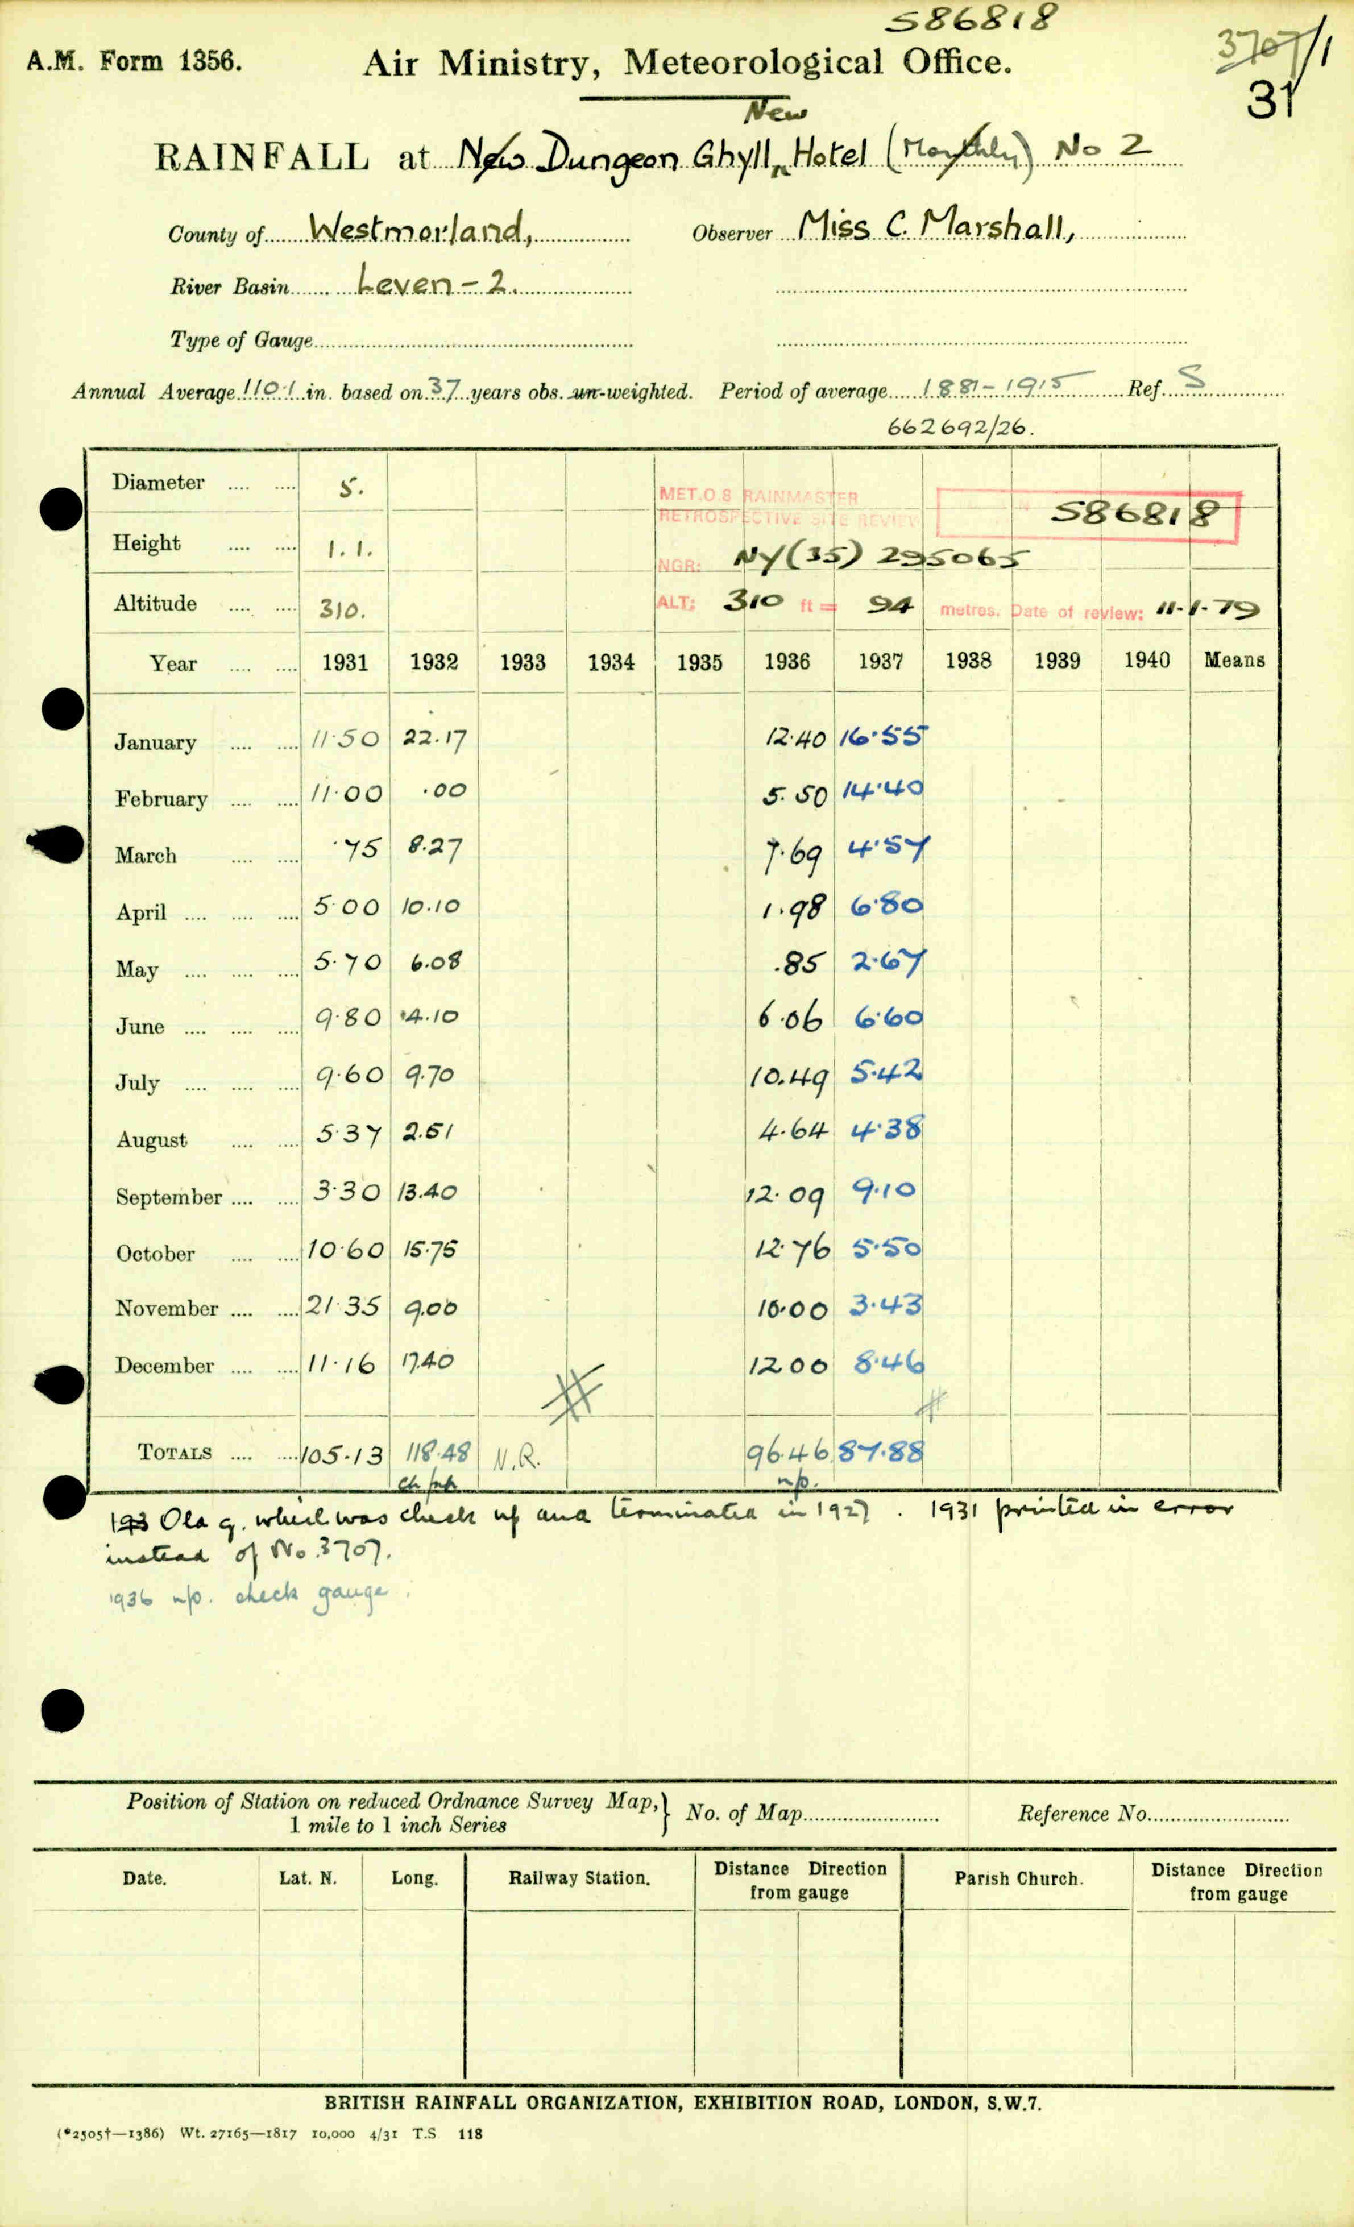 586818
A.M. Form 1356. Air Ministry, Meteorological Office. 3707/1
31
New
RAINFALL at New Dungeon Ghyll Hotel (Monthly) No 2
County of Westmorland, Observer Miss C. Marshall,
River Basin Leven - 2.
Type of Gauge
Annual Average 110.1 in. based on 37 years obs. un-weighted. Period of average 1881-1915 Ref. S
662692/26.
Diameter 5. MET.O.8 RAINMASTER
RETROSPECTIVE SITE REVIEW 586818
Height 1.1. NGR: NY(35) 295065
Altitude 310. ALT: 310 ft = 94 metres. Date of review: 11-1-79
Year 1931 1932 1933 1934 1935 1936 1937 1938 1939 1940 Means
January 11.50 22.17 12.40 16.55
February 11.00 .00 5.50 14.40
March .75 8.27 7.69 4.57
April 5.00 10.10 1.98 6.80
May 5.70 6.08 .85 2.67
June 9.80 4.10 6.06 6.60
July 9.60 9.70 10.49 5.42
August 5.37 2.51 4.64 4.38
September 3.30 13.40 12.09 9.10
October 10.60 15.75 12.76 5.50
November 21.35 9.00 10.00 3.43
December 11.16 17.40 12.00 8.46
TOTALS 105.13 118.48 N.R. 96.46 87.88
n/p.
Old g. which was check up and terminated in 1927. 1931 printed in error
instead of No. 3707.
1936 n/p. check gauge.
Position of Station on reduced Ordnance Survey Map, No. of Map Reference No.
1 mile to 1 inch Series
Date. Lat. N. Long. Railway Station. Distance Direction from gauge Parish Church. Distance Direction from gauge
BRITISH RAINFALL ORGANIZATION, EXHIBITION ROAD, LONDON, S.W.7.
(*2505†—1386) Wt. 27165—1817 10,000 4/31 T.S 118